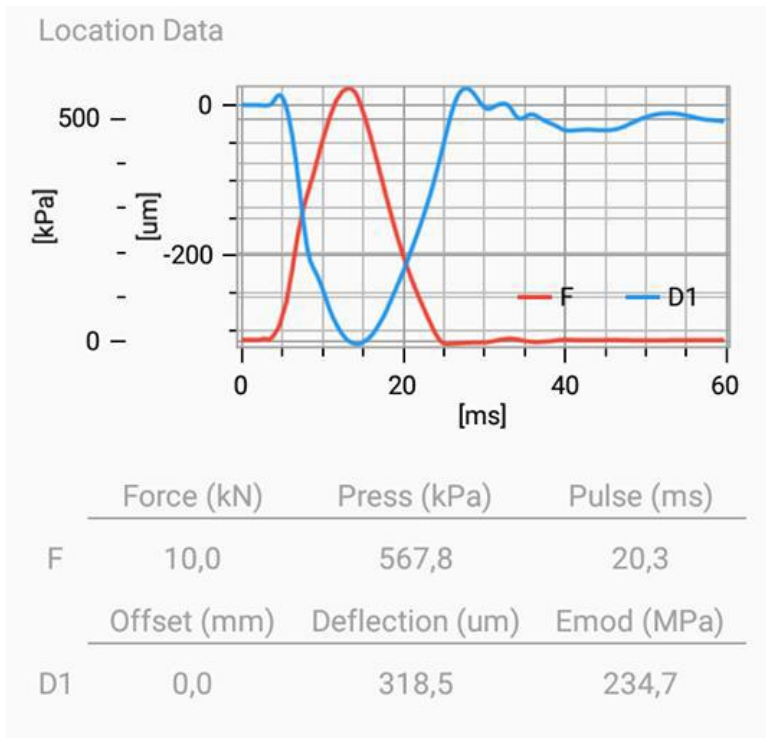 Location Data
500
0
[kPa]
[um]
0
-200
F
D1
0
20
40
60
[ms]
Force (kN) Press (kPa) Pulse (ms)
F 10,0 567,8 20,3
Offset (mm) Deflection (um) Emod (MPa)
D1 0,0 318,5 234,7